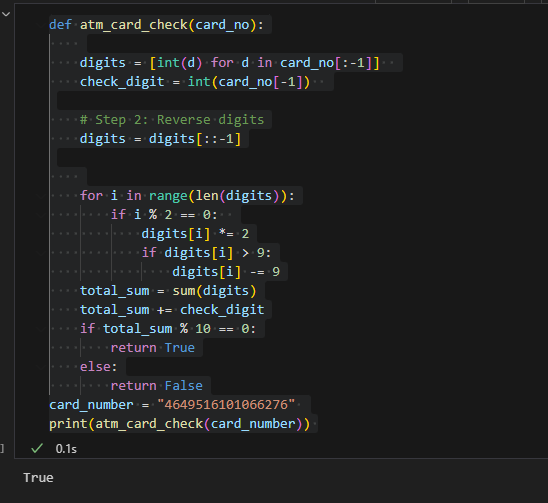 def atm_card_check(card_no):
    digits = [int(d) for d in card_no[:-1]]
    check_digit = int(card_no[-1])
    # Step 2: Reverse digits
    digits = digits[::-1]
    for i in range(len(digits)):
        if i % 2 == 0:
            digits[i] *= 2
            if digits[i] > 9:
                digits[i] -= 9
    total_sum = sum(digits)
    total_sum += check_digit
    if total_sum % 10 == 0:
        return True
    else:
        return False
card_number = "4649516101066276"
print(atm_card_check(card_number))
] ✓ 0.1s
True